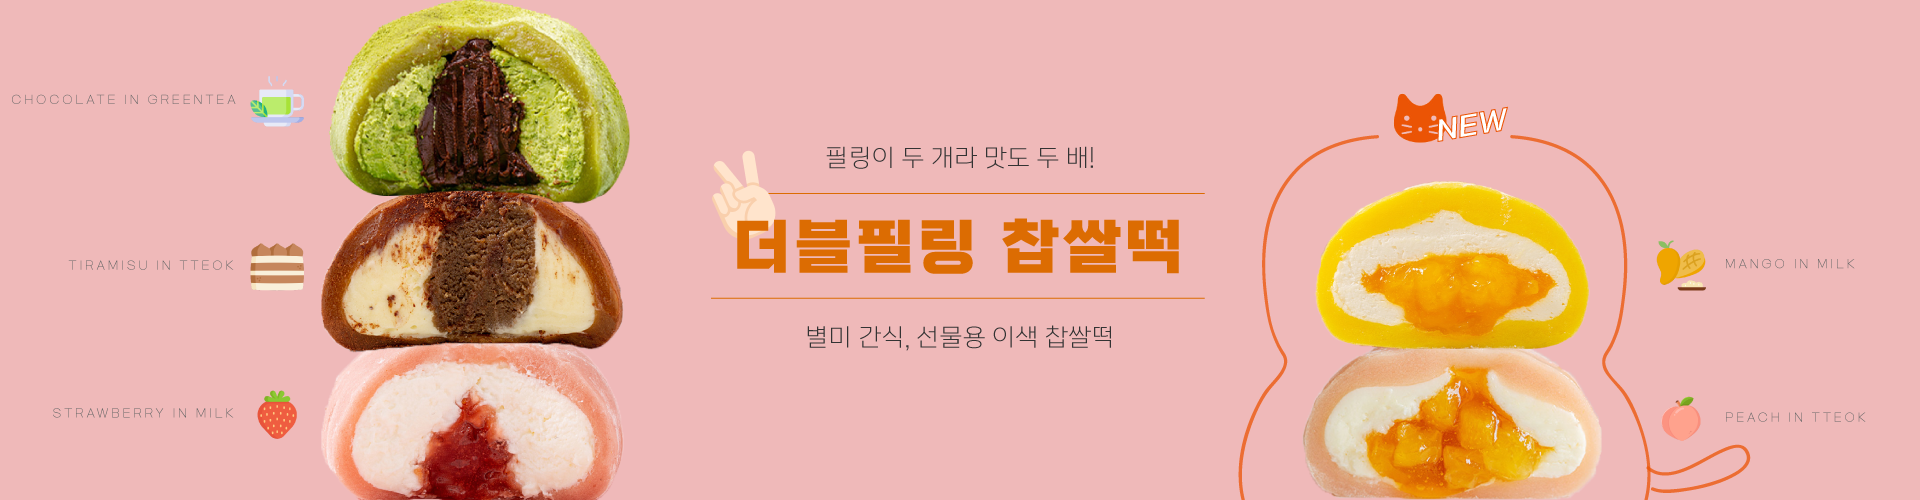 CHOCOLATE IN GREENTEA
TIRAMISU IN TTEOK
STRAWBERRY IN MILK
필링이 두 개라 맛도 두 배!
더블필링 찹쌀떡
별미 간식, 선물용 이색 찹쌀떡
NEW
MANGO IN MILK
PEACH IN TTEOK